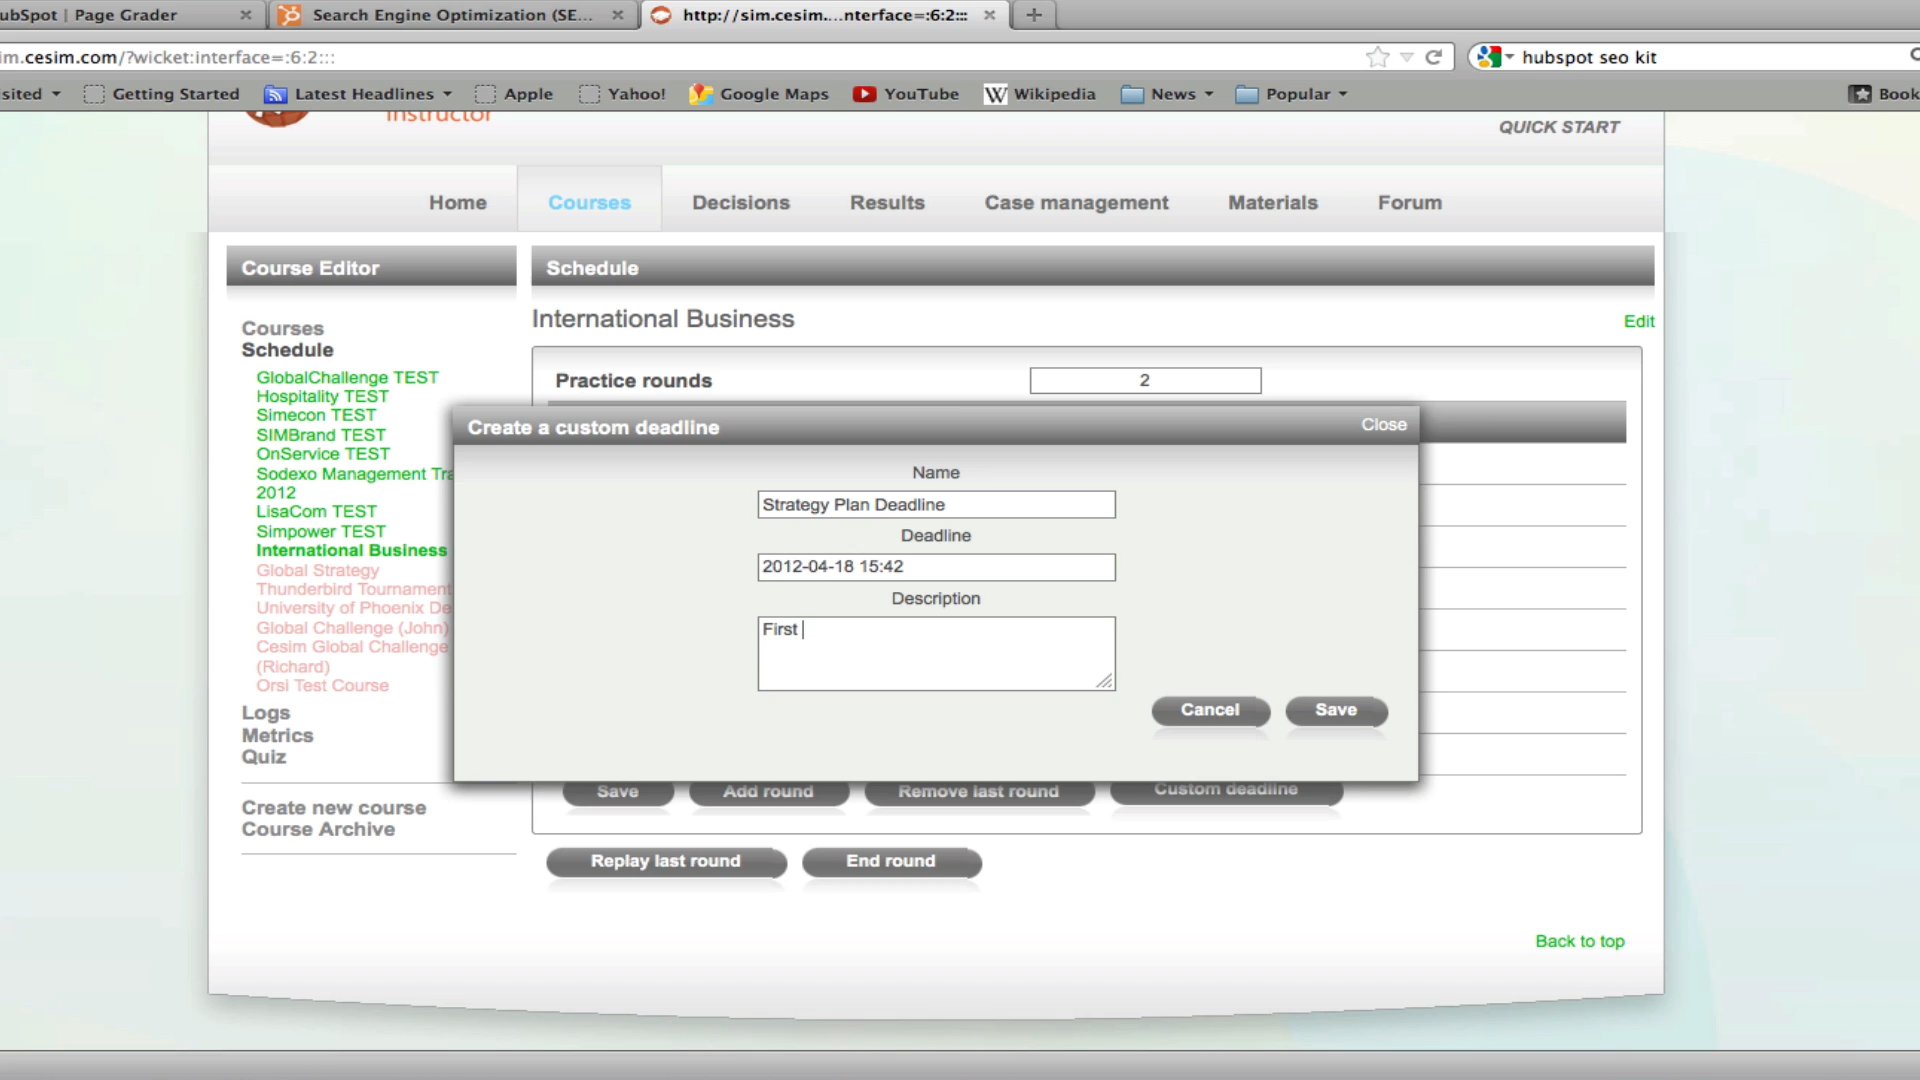 ubSpot | Page Grader
Search Engine Optimization (SE...
http://sim.cesim....nterface=:6:2:::
im.cesim.com/?wicket:interface=:6:2:::
hubspot seo kit
isited
Getting Started
Latest Headlines
Apple
Yahoo!
Google Maps
YouTube
Wikipedia
News
Popular
Book
Instructor
QUICK START
Home
Courses
Decisions
Results
Case management
Materials
Forum
Course Editor
Schedule
International Business
Edit
Courses
Schedule
GlobalChallenge TEST
Hospitality TEST
Simecon TEST
SIMBrand TEST
OnService TEST
Sodexo Management Tra
2012
LisaCom TEST
Simpower TEST
International Business
Global Strategy
Thunderbird Tournament
University of Phoenix De
Global Challenge (John)
Cesim Global Challenge
(Richard)
Orsi Test Course
Logs
Metrics
Quiz
Create new course
Course Archive
Practice rounds
2
Create a custom deadline
Close
Name
Strategy Plan Deadline
Deadline
2012-04-18 15:42
Description
First
Cancel
Save
Save
Add round
Remove last round
Custom deadline
Replay last round
End round
Back to top